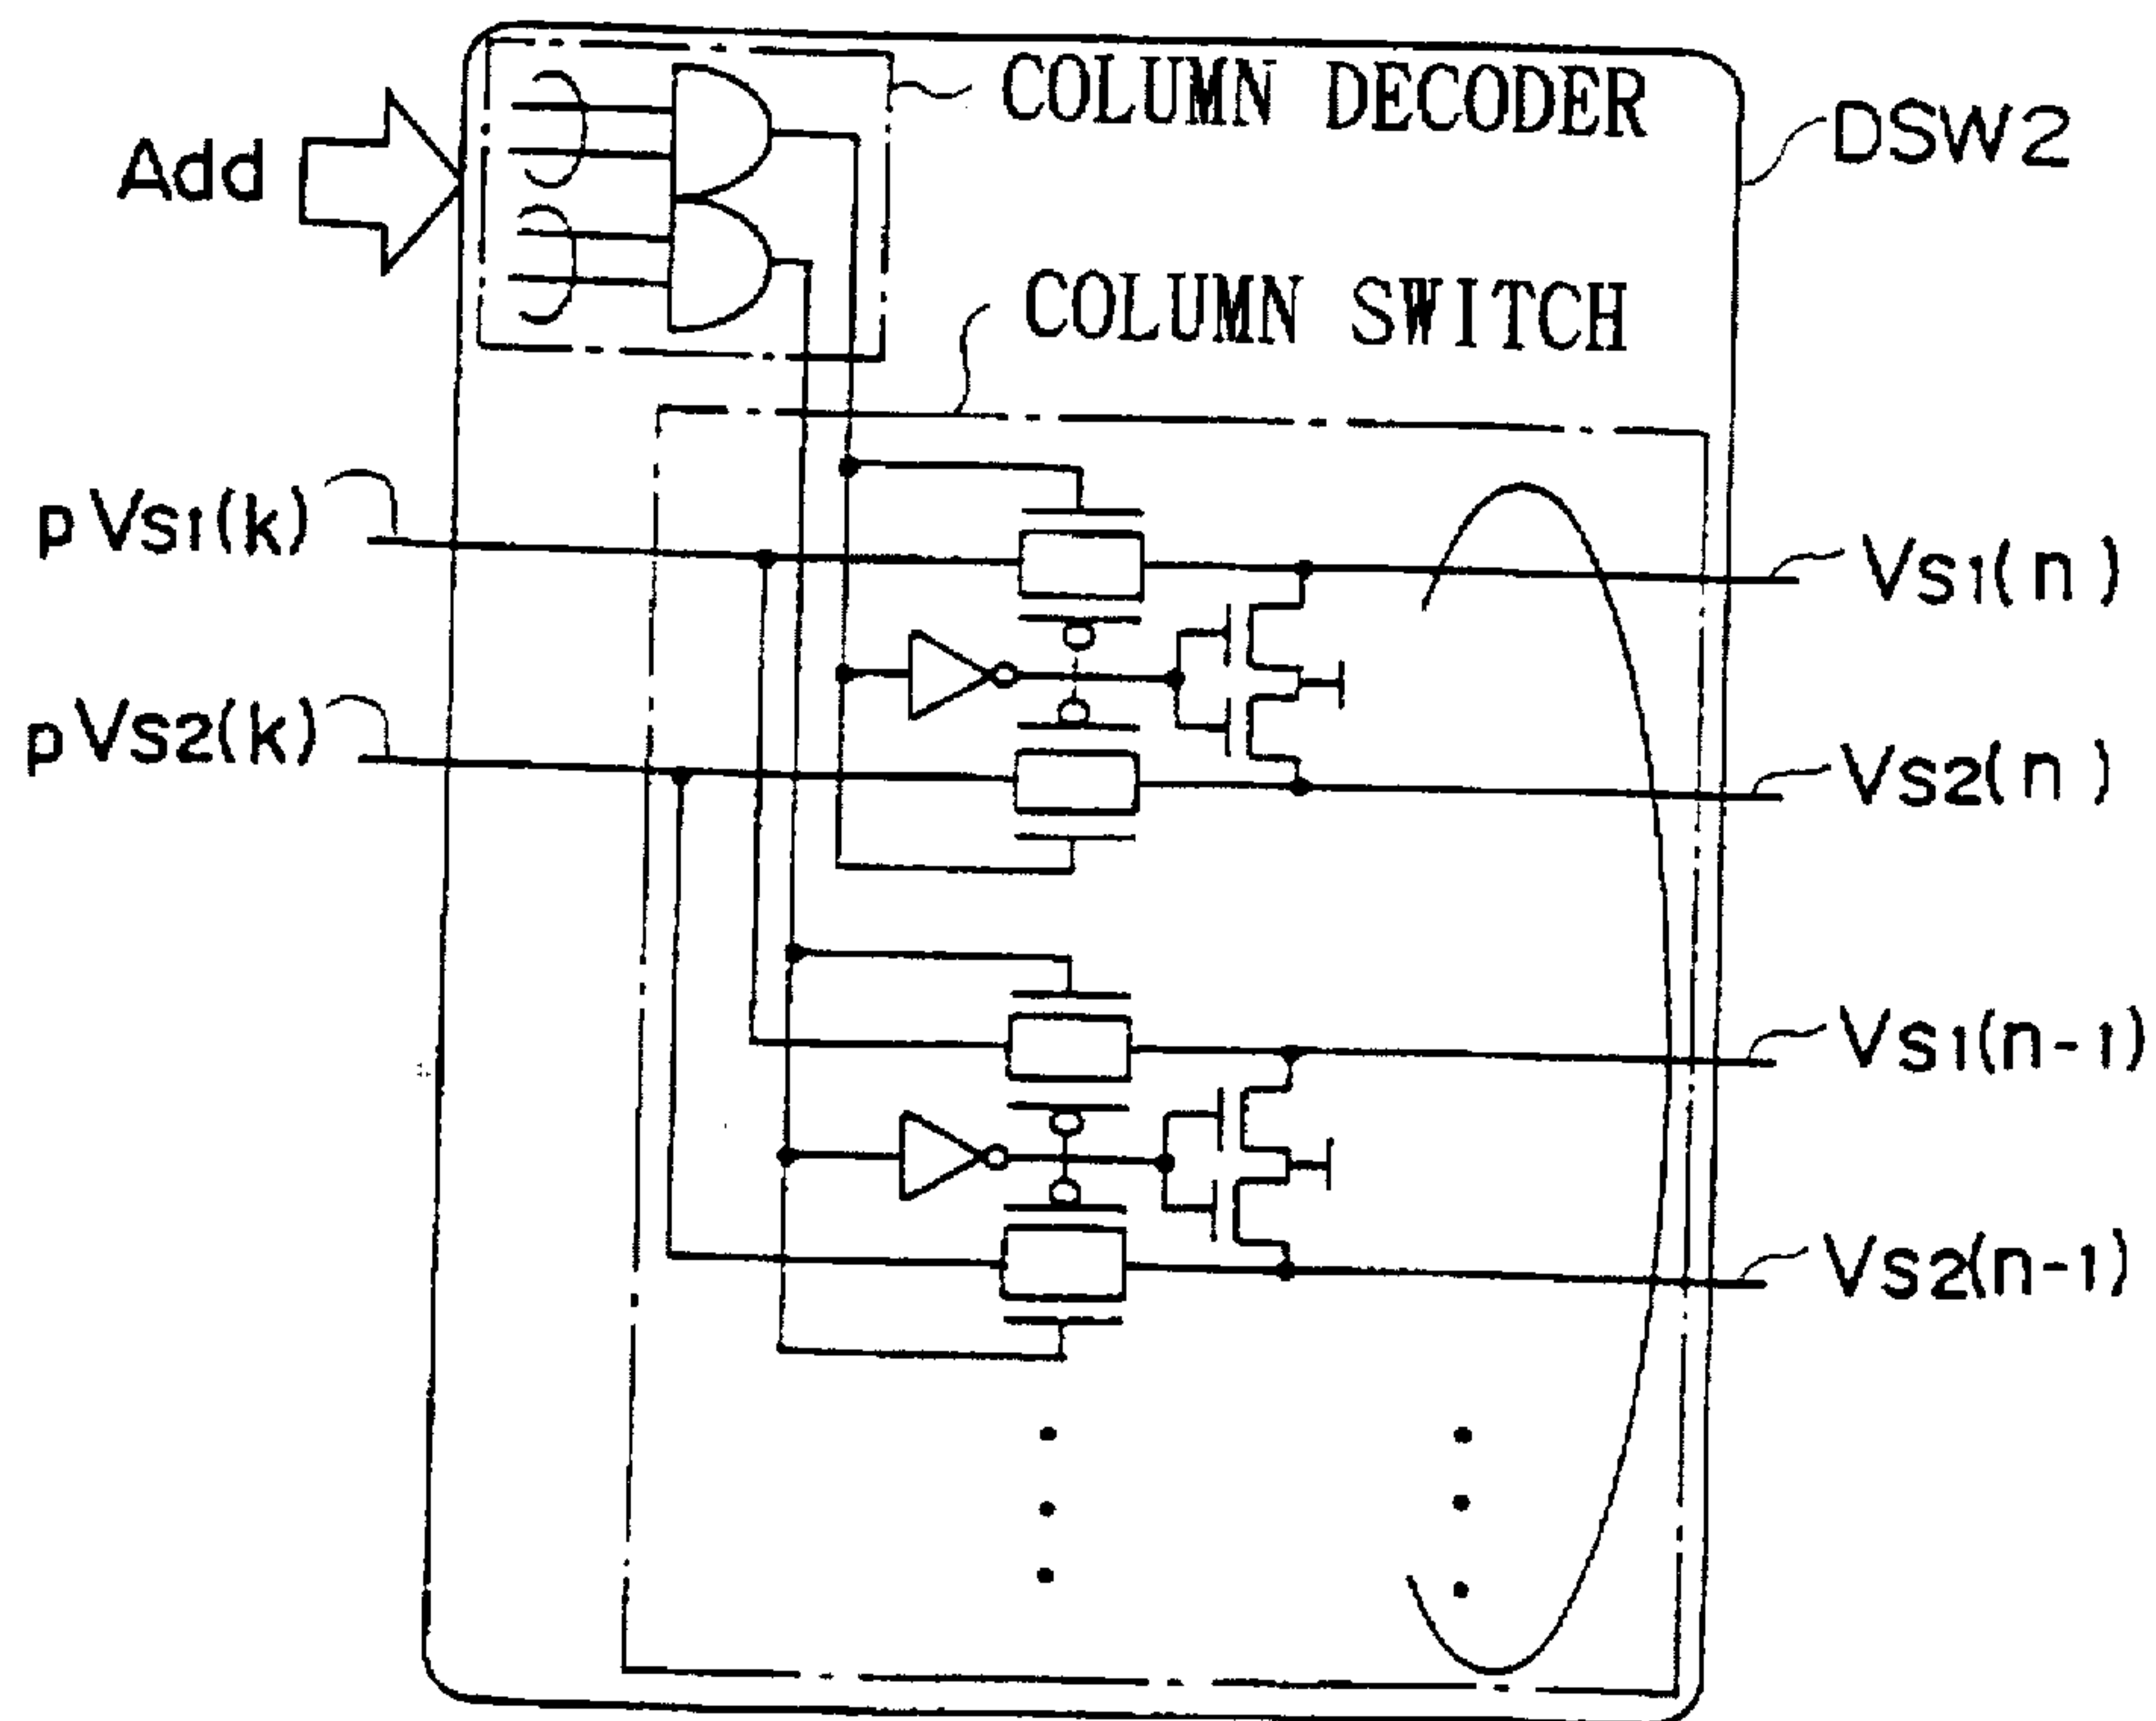 COLUMN DECODER
DSW2
Add
COLUMN SWITCH
pVS1(k)
VS1(n)
pVS2(k)
VS2(n)
VS1(n-1)
VS2(n-1)